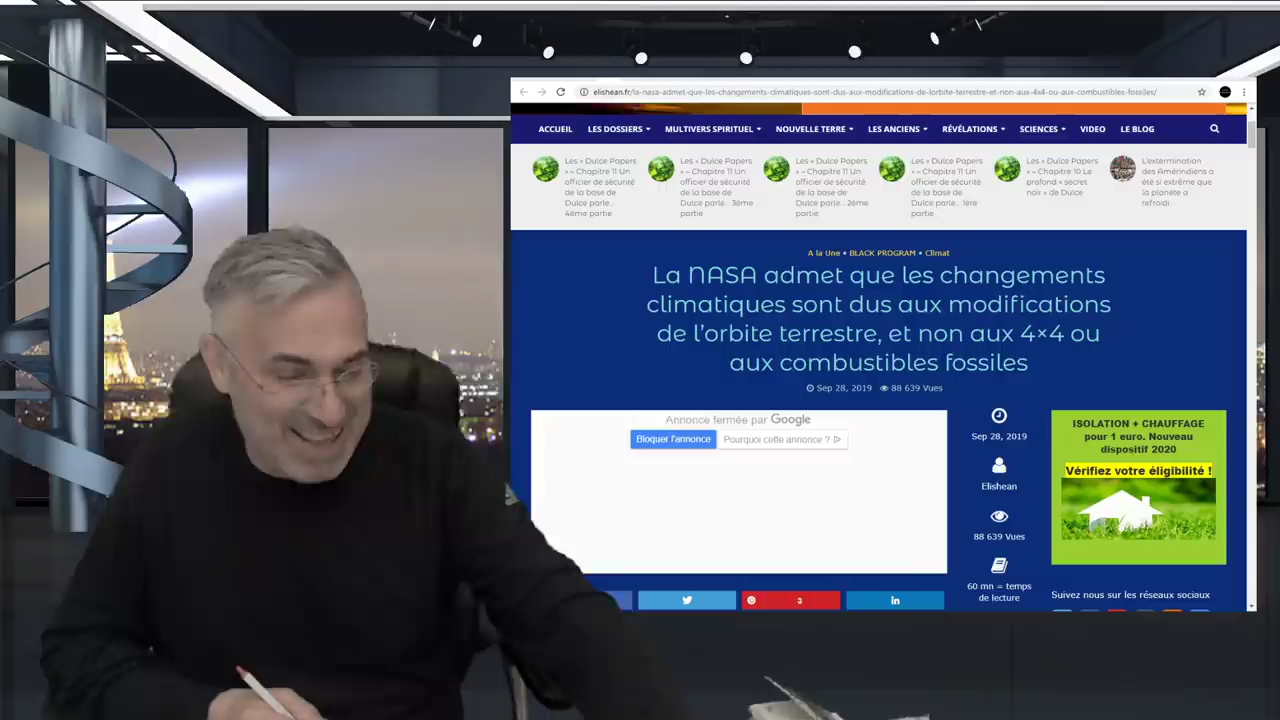 elishean.fr/la-nasa-admet-que-les-changements-climatiques-sont-dus-aux-modifications-de-lorbite-terrestre-et-non-aux-4x4-ou-aux-combustibles-fossiles/
ACCUEIL LES DOSSIERS MULTIVERS SPIRITUEL NOUVELLE TERRE LES ANCIENS RÉVÉLATIONS SCIENCES VIDEO LE BLOG
Les « Dulce Papers
» – Chapitre 11 Un
officier de sécurité
de la base de
Dulce parle…
4ème partie
Les « Dulce Papers
» – Chapitre 11 Un
officier de sécurité
de la base de
Dulce parle… 3ème
partie
Les « Dulce Papers
» – Chapitre 11 Un
officier de sécurité
de la base de
Dulce parle… 2ème
partie
Les « Dulce Papers
» – Chapitre 11 Un
officier de sécurité
de la base de
Dulce parle… 1ère
partie
Les « Dulce Papers
» – Chapitre 10 Le
profond « secret
noir » de Dulce
L'extermination
des Amérindiens a
été si extrême que
la planète a
refroidi
A la Une • BLACK PROGRAM • Climat
La NASA admet que les changements
climatiques sont dus aux modifications
de l'orbite terrestre, et non aux 4×4 ou
aux combustibles fossiles
Sep 28, 2019 88 639 Vues
Annonce fermée par Google
Bloquer l'annonce Pourquoi cette annonce ?
3
Sep 28, 2019
Elishean
88 639 Vues
60 mn = temps
de lecture
ISOLATION + CHAUFFAGE
pour 1 euro. Nouveau
dispositif 2020
Vérifiez votre éligibilité !
Suivez nous sur les réseaux sociaux